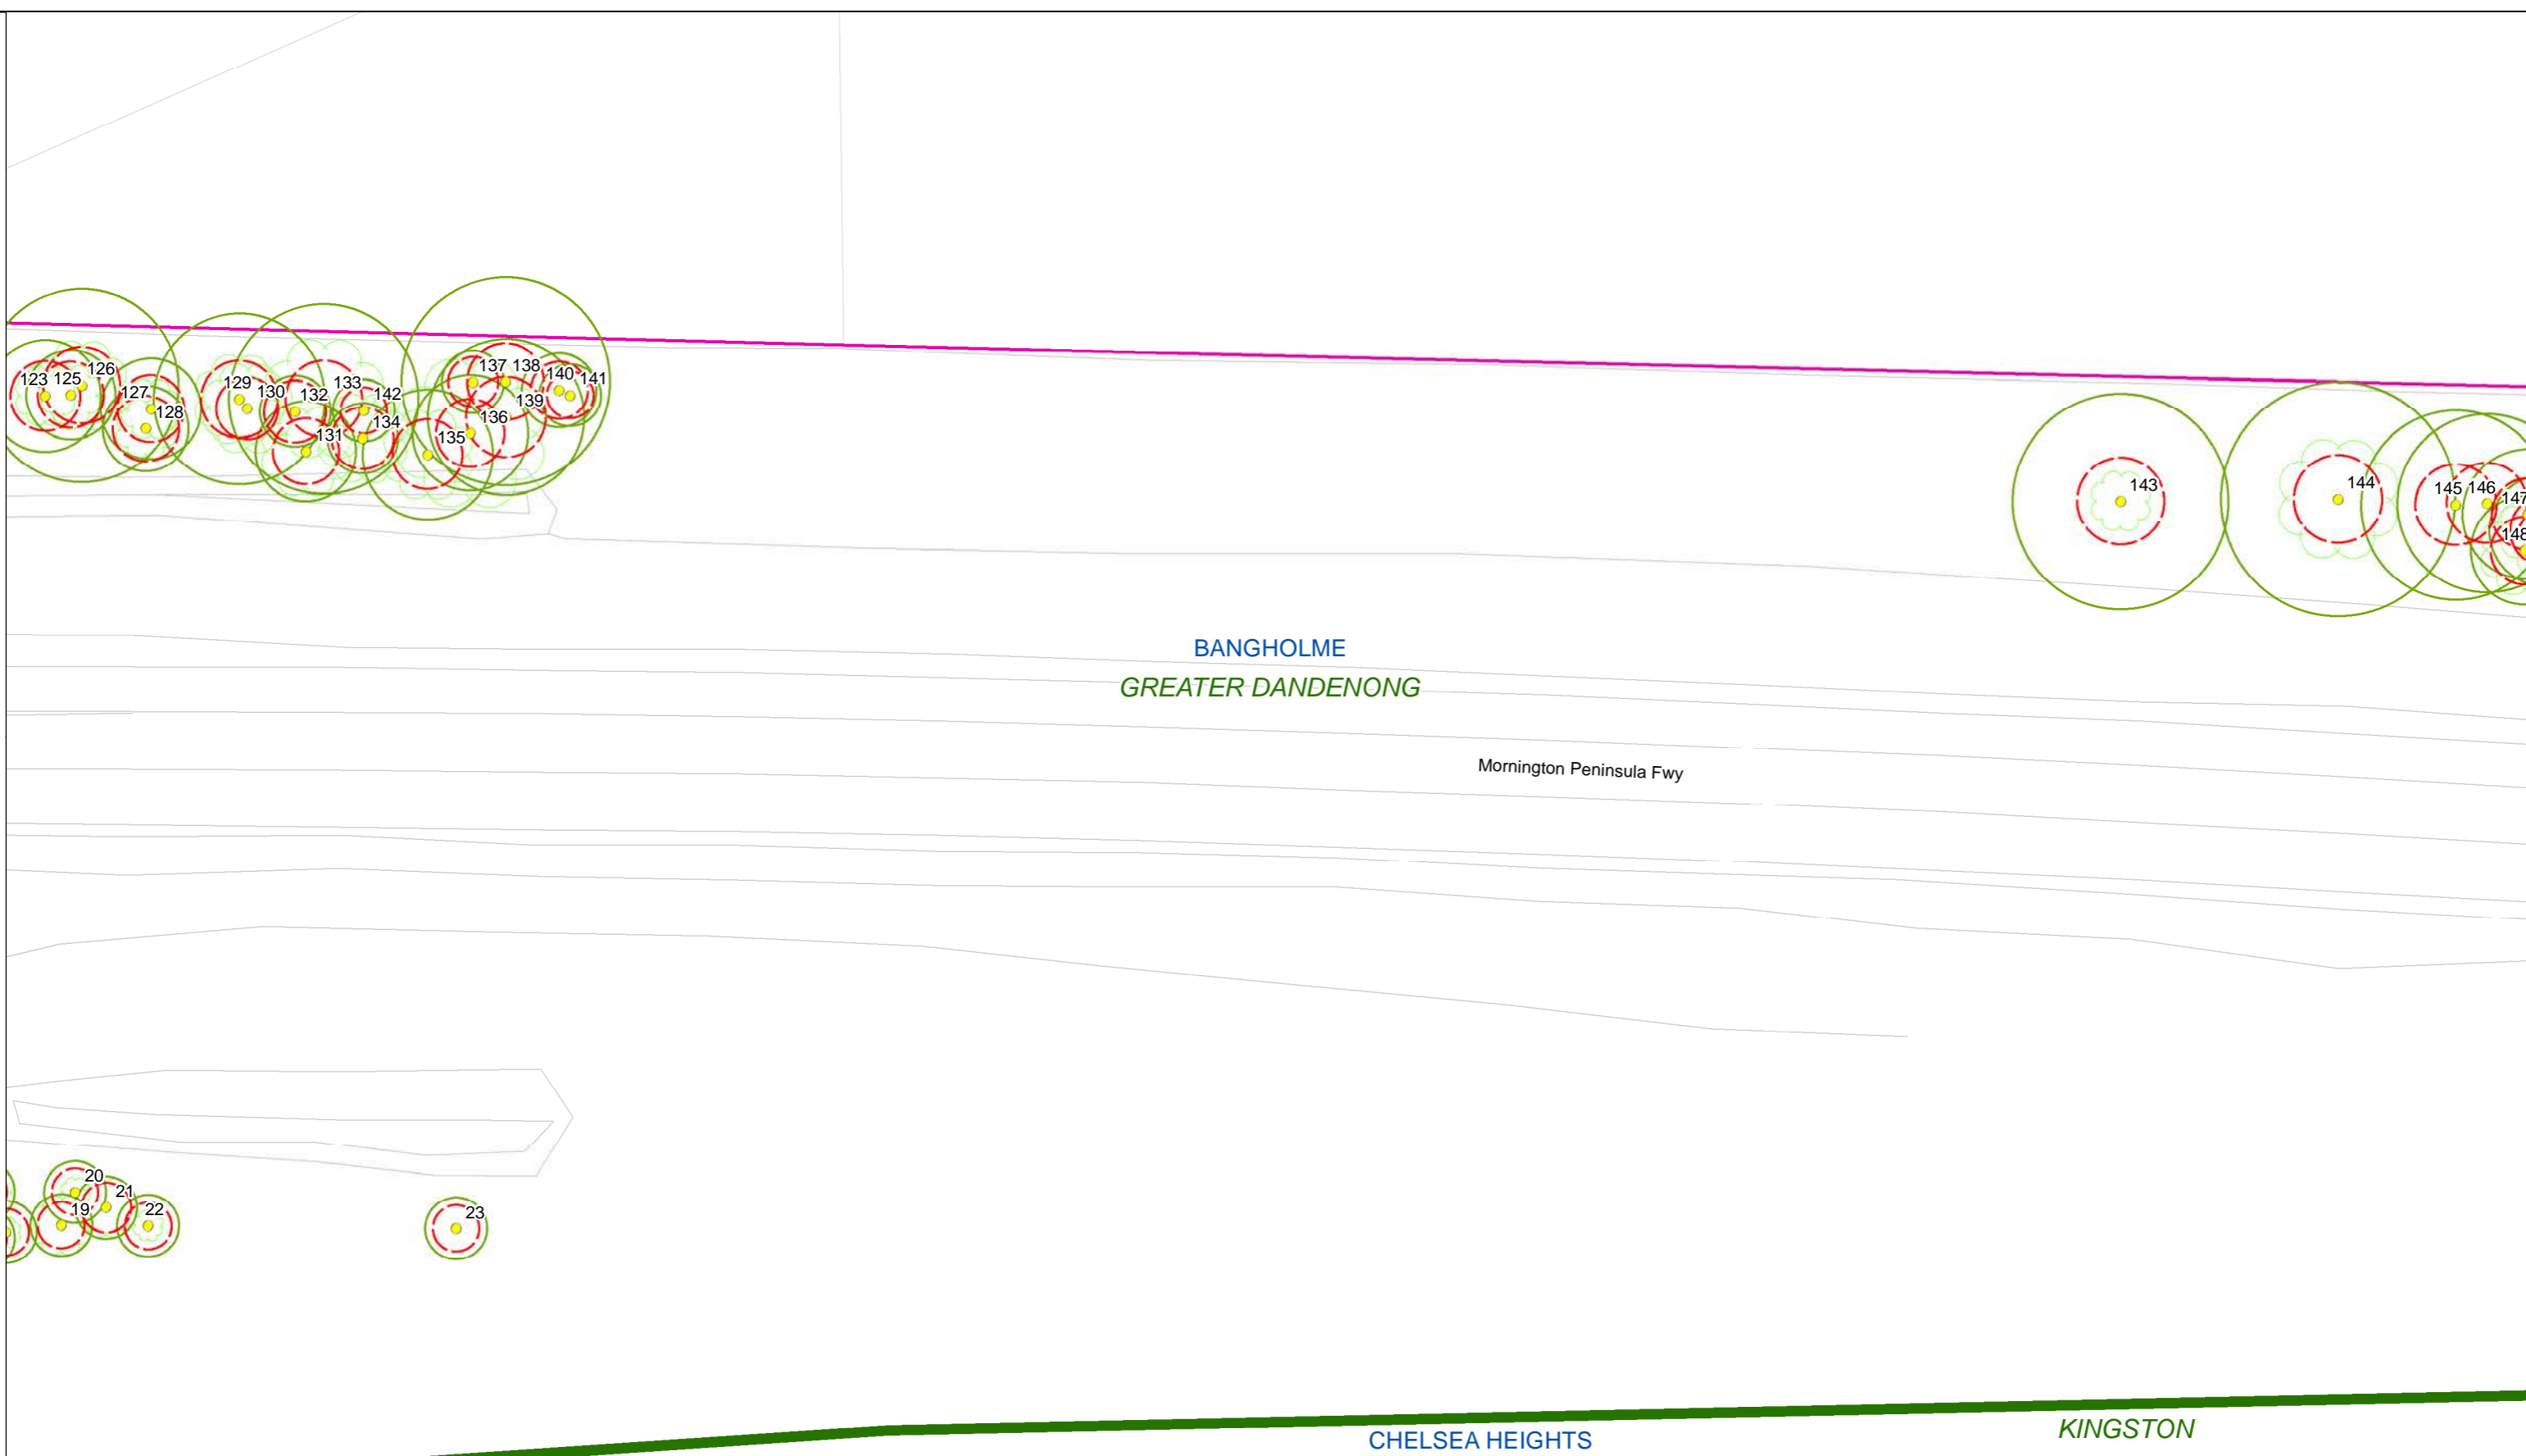 137 138
126 140 141
123 125 133
127 129 130 132 142 139
128 134 136
131 135
144
143 145 146
147
148
BANGHOLME
GREATER DANDENONG
Mornington Peninsula Fwy
20
21
19 22 23
KINGSTON
CHELSEA HEIGHTS